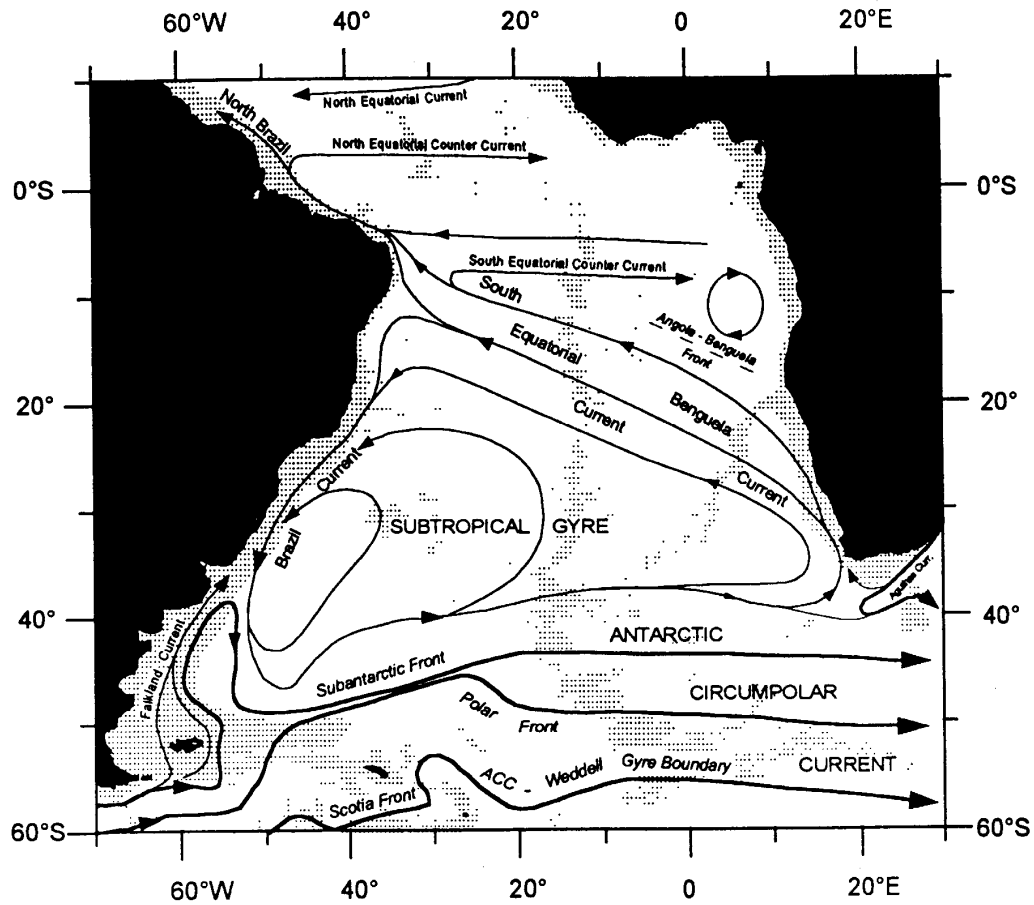 60°W 40° 20° 0 20°E
North Equatorial Current
North Brazil
North Equatorial Counter Current
0°S 0°S
South Equatorial Counter Current
South
Angola - Benguela
Front
Equatorial
Benguela
20° 20°
Current
Current
Current
SUBTROPICAL GYRE
Brazil
Agulhas Curr.
40° 40°
ANTARCTIC
Falkland Current
Subantarctic Front
CIRCUMPOLAR
Polar
Front
ACC - Weddell Gyre Boundary
CURRENT
Scotia Front
60°S 60°S
60°W 40° 20° 0 20°E